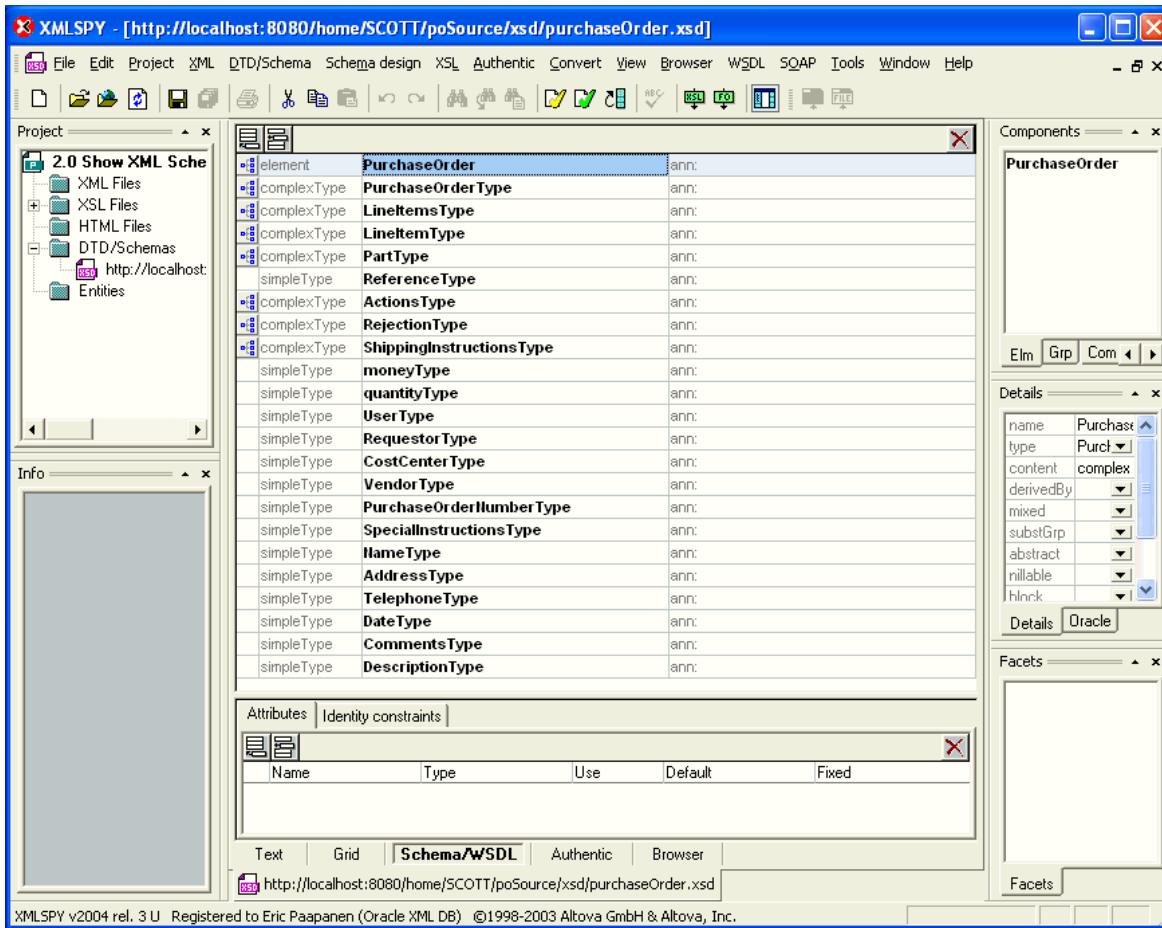 XMLSPY - [http://localhost:8080/home/SCOTT/poSource/xsd/purchaseOrder.xsd]
File Edit Project XML DTD/Schema Schema design XSL Authentic Convert View Browser WSDL SOAP Tools Window Help
Project
2.0 Show XML Sche
XML Files
XSL Files
HTML Files
DTD/Schemas
http://localhost:
Entities
Info
element PurchaseOrder ann:
complexType PurchaseOrderType ann:
complexType LineItemsType ann:
complexType LineItemType ann:
complexType PartType ann:
simpleType ReferenceType ann:
complexType ActionsType ann:
complexType RejectionType ann:
complexType ShippingInstructionsType ann:
simpleType moneyType ann:
simpleType quantityType ann:
simpleType UserType ann:
simpleType RequestorType ann:
simpleType CostCenterType ann:
simpleType VendorType ann:
simpleType PurchaseOrderNumberType ann:
simpleType SpecialInstructionsType ann:
simpleType NameType ann:
simpleType AddressType ann:
simpleType TelephoneType ann:
simpleType DateType ann:
simpleType CommentsType ann:
simpleType DescriptionType ann:
Attributes Identity constraints
Name Type Use Default Fixed
Text Grid Schema/WSDL Authentic Browser
http://localhost:8080/home/SCOTT/poSource/xsd/purchaseOrder.xsd
Components
PurchaseOrder
Elm Grp Com
Details
name Purchase
type Purch
content complex
derivedBy
mixed
substGrp
abstract
nillable
block
Details Oracle
Facets
Facets
XMLSPY v2004 rel. 3 U Registered to Eric Paapanen (Oracle XML DB) ©1998-2003 Altova GmbH & Altova, Inc.